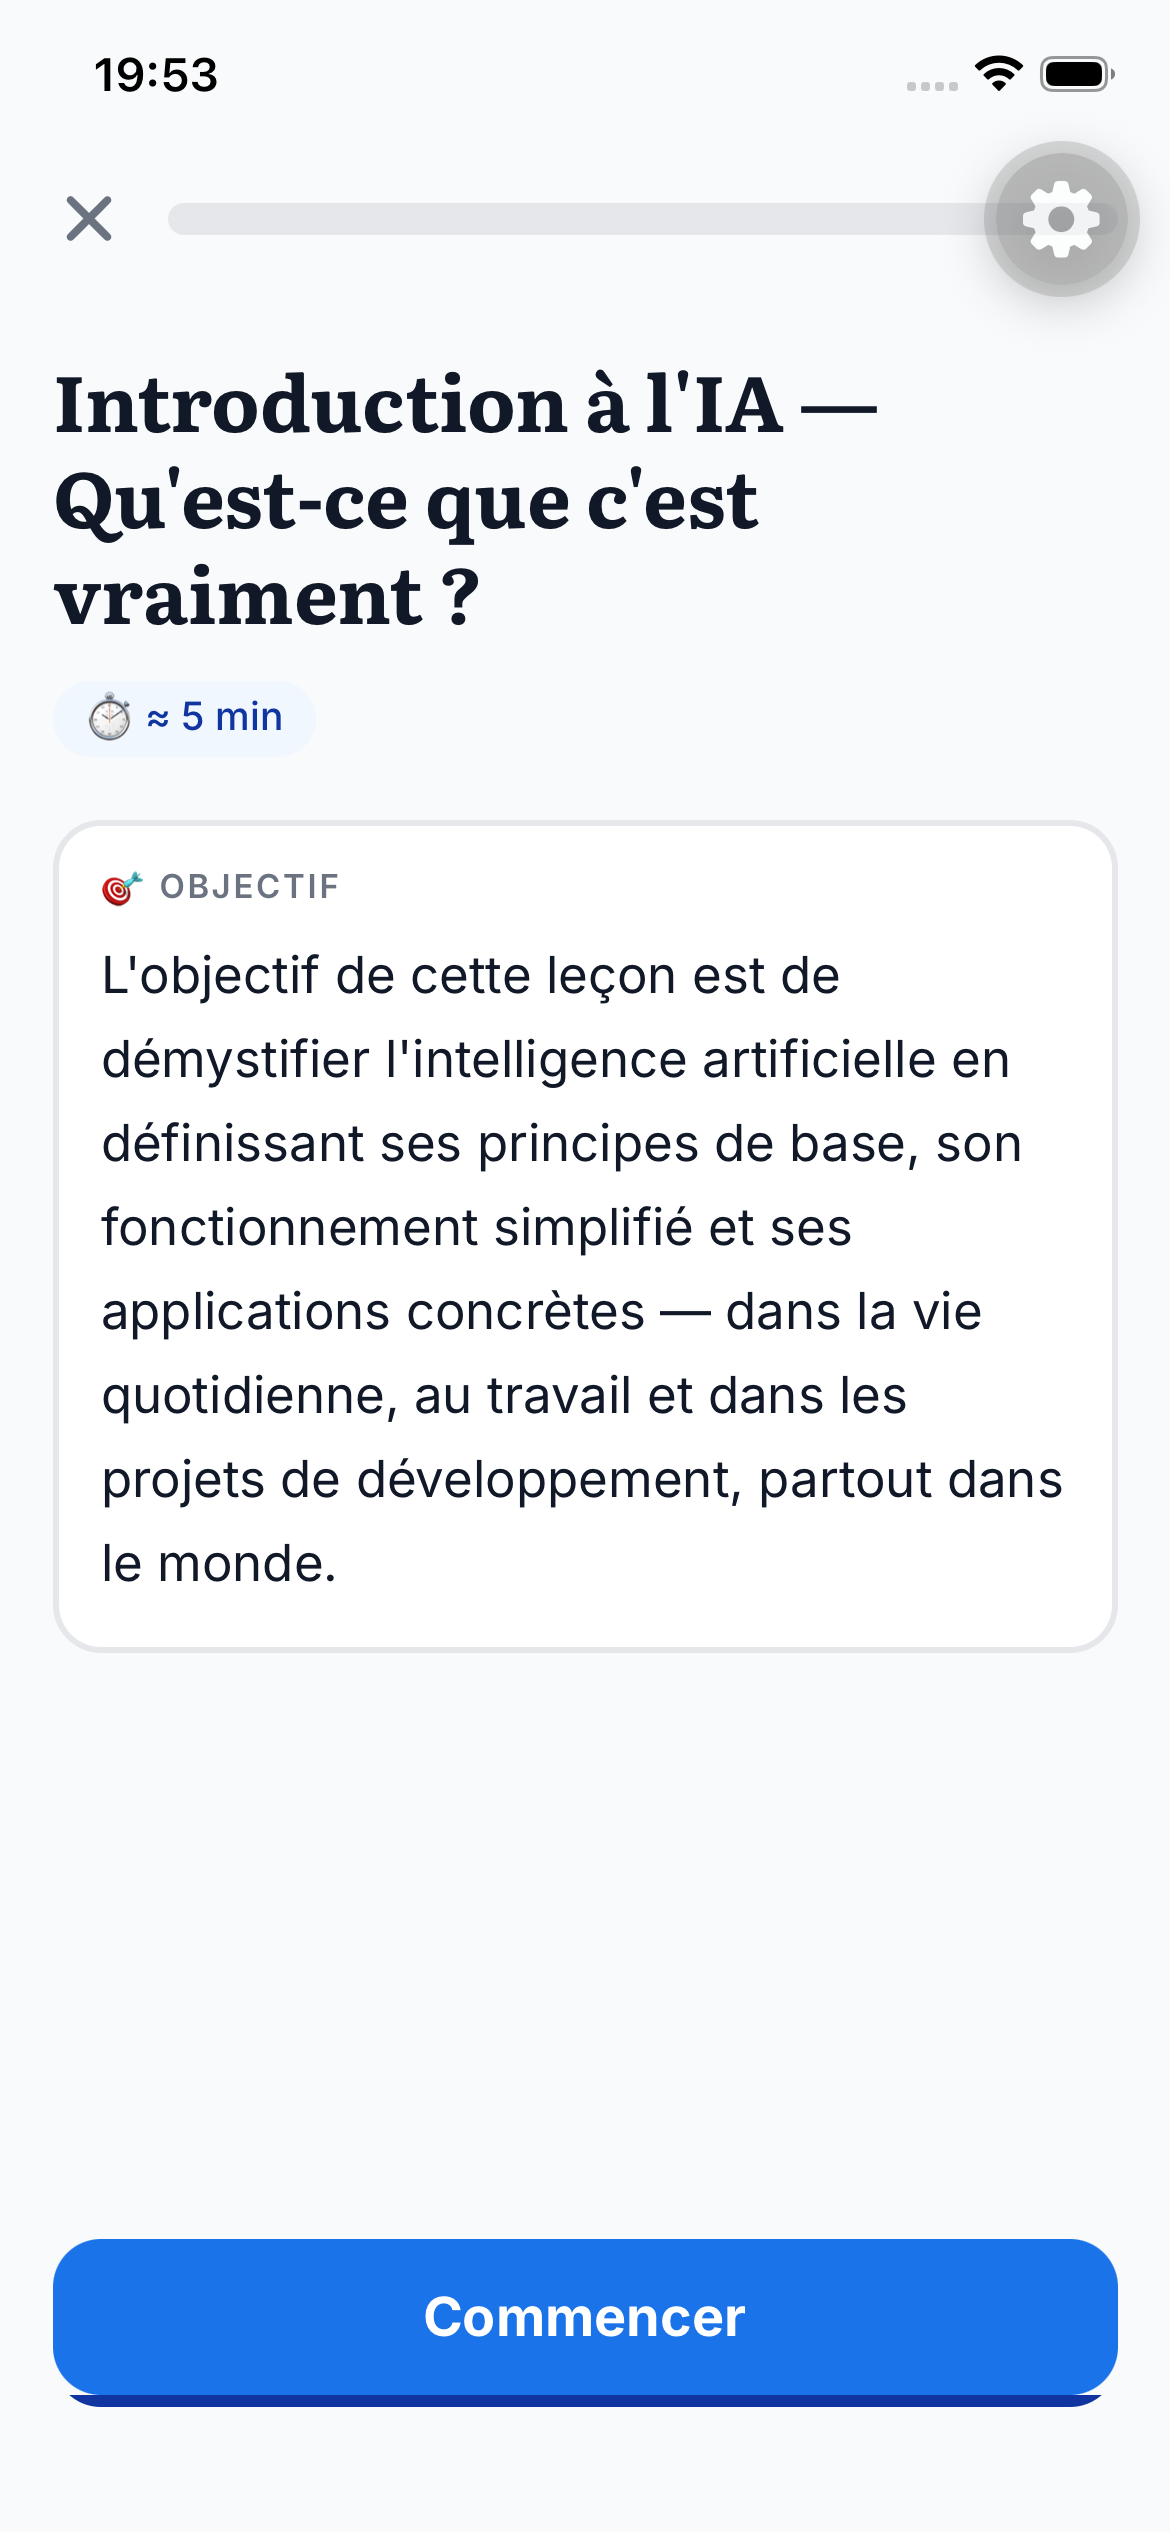 19:53
Introduction à l'IA —
Qu'est-ce que c'est
vraiment ?
≈ 5 min
OBJECTIF
L'objectif de cette leçon est de
démystifier l'intelligence artificielle en
définissant ses principes de base, son
fonctionnement simplifié et ses
applications concrètes — dans la vie
quotidienne, au travail et dans les
projets de développement, partout dans
le monde.
Commencer